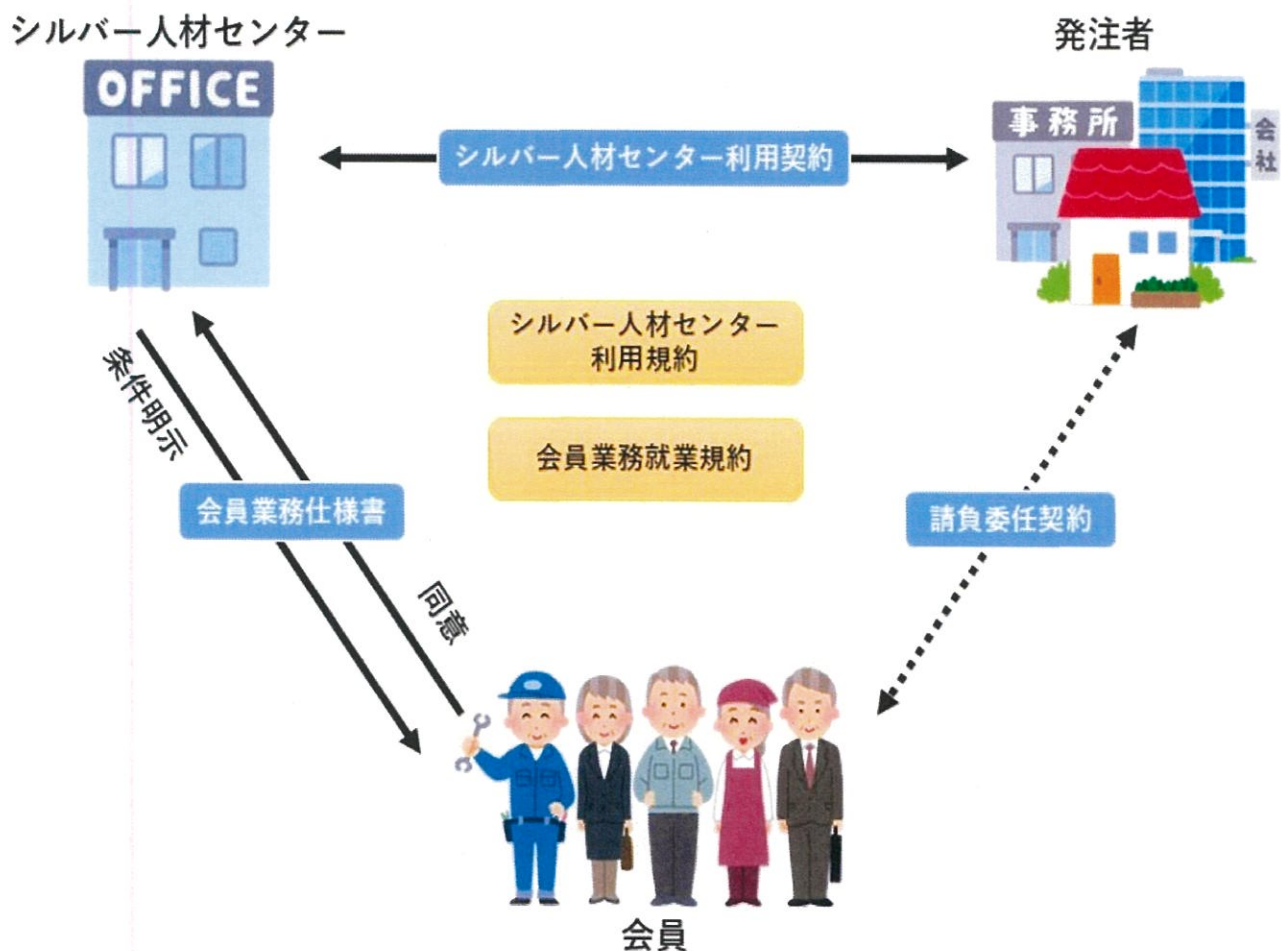 シルバー人材センター
発注者
OFFICE
事務所
会社
シルバー人材センター利用契約
シルバー人材センター
利用規約
条件明示
会員業務就業規約
会員業務仕様書
請負委任契約
同意
会員